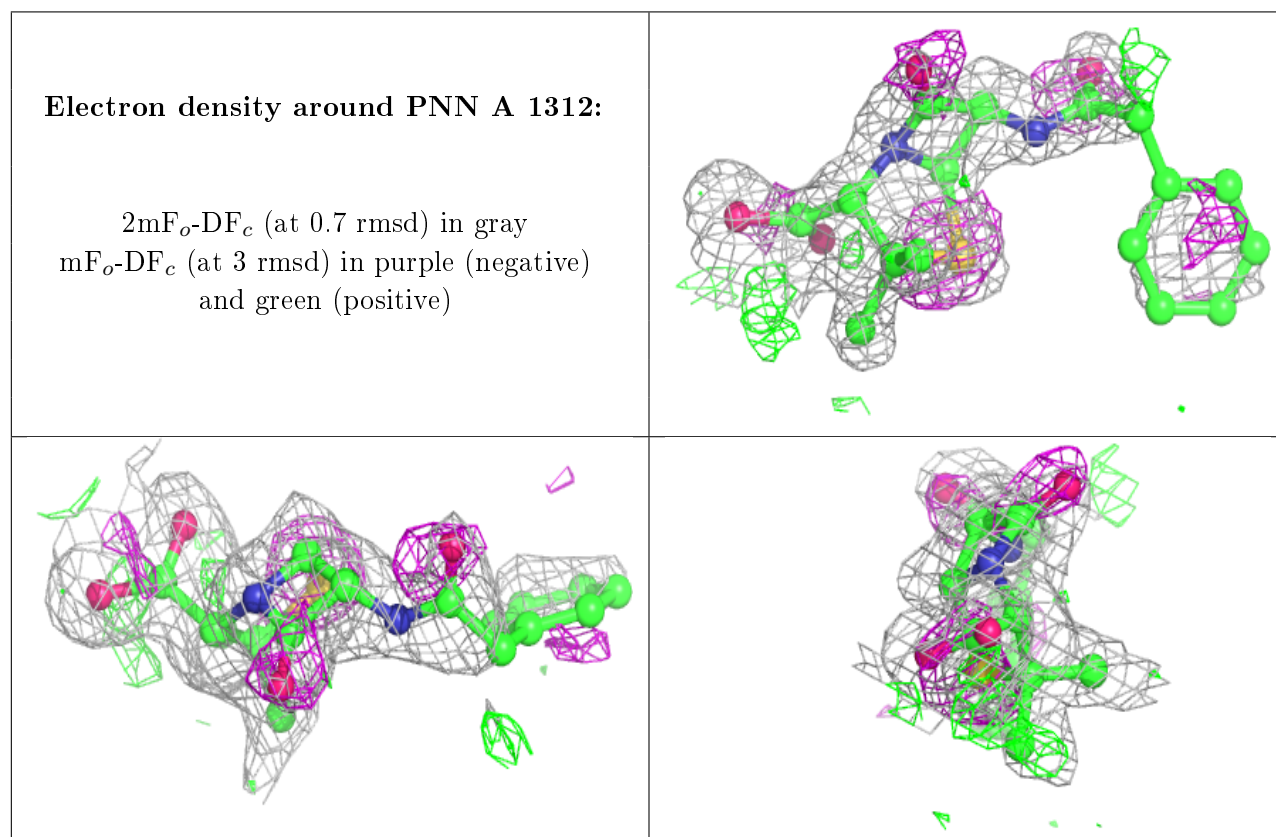 Electron density around PNN A 1312:
2mFo-DFc (at 0.7 rmsd) in gray
mFo-DFc (at 3 rmsd) in purple (negative)
and green (positive)